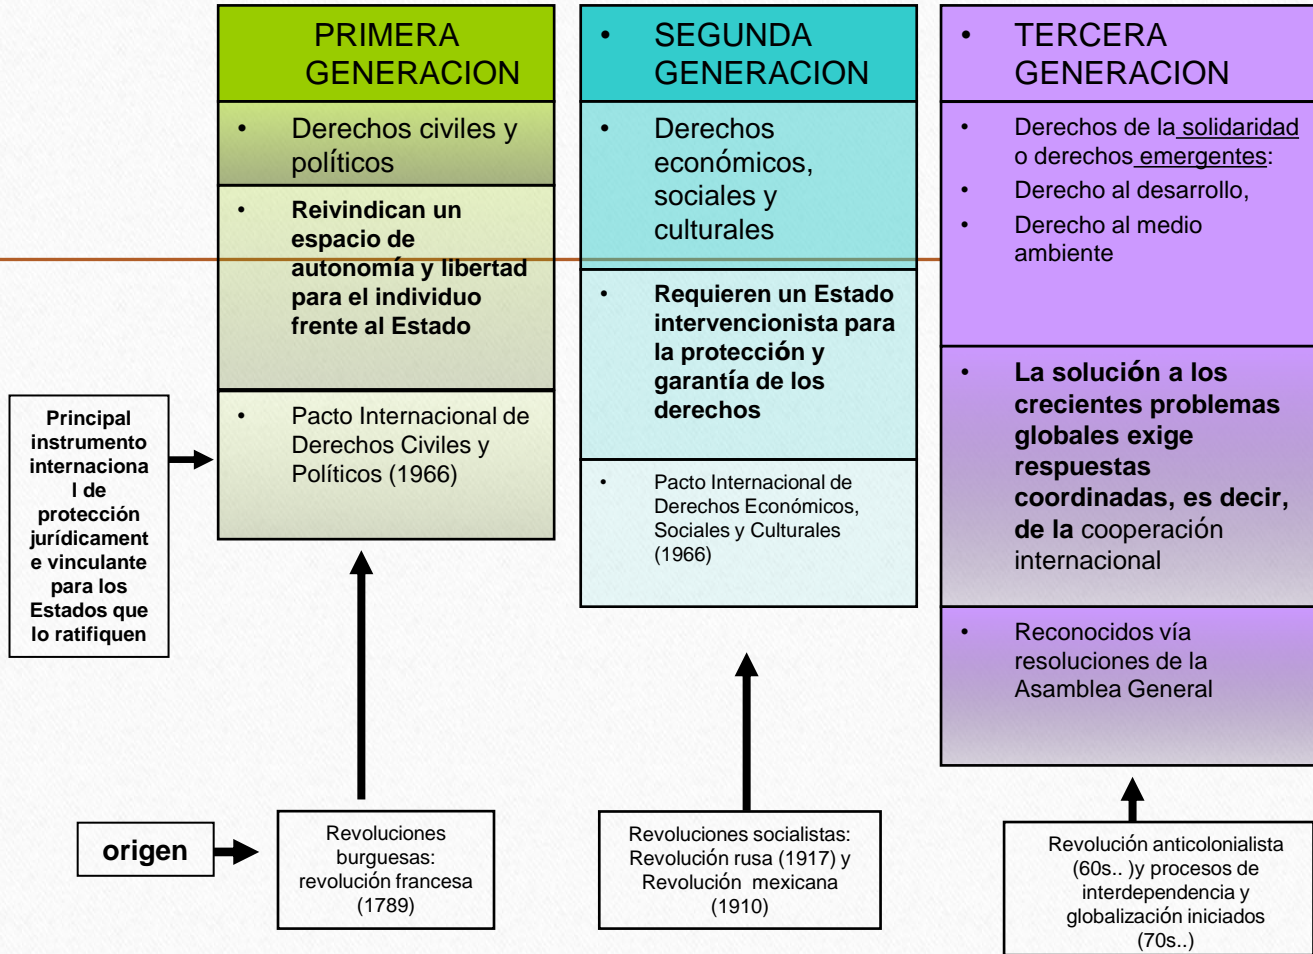 PRIMERA
GENERACION
• Derechos civiles y
políticos
• Reivindican un
espacio de
autonomía y libertad
para el individuo
frente al Estado
• Pacto Internacional de
Derechos Civiles y
Políticos (1966)
• SEGUNDA
GENERACION
• Derechos
económicos,
sociales y
culturales
• Requieren un Estado
intervencionista para
la protección y
garantía de los
derechos
• Pacto Internacional de
Derechos Económicos,
Sociales y Culturales
(1966)
• TERCERA
GENERACION
• Derechos de la solidaridad
o derechos emergentes:
• Derecho al desarrollo,
• Derecho al medio
ambiente
• La solución a los
crecientes problemas
globales exige
respuestas
coordinadas, es decir,
de la cooperación
internacional
• Reconocidos vía
resoluciones de la
Asamblea General
Principal
instrumento
internaciona
l de
protección
jurídicament
e vinculante
para los
Estados que
lo ratifiquen
origen
Revoluciones
burguesas:
revolución francesa
(1789)
Revoluciones socialistas:
Revolución rusa (1917) y
Revolución mexicana
(1910)
Revolución anticolonialista
(60s.. )y procesos de
interdependencia y
globalización iniciados
(70s..)